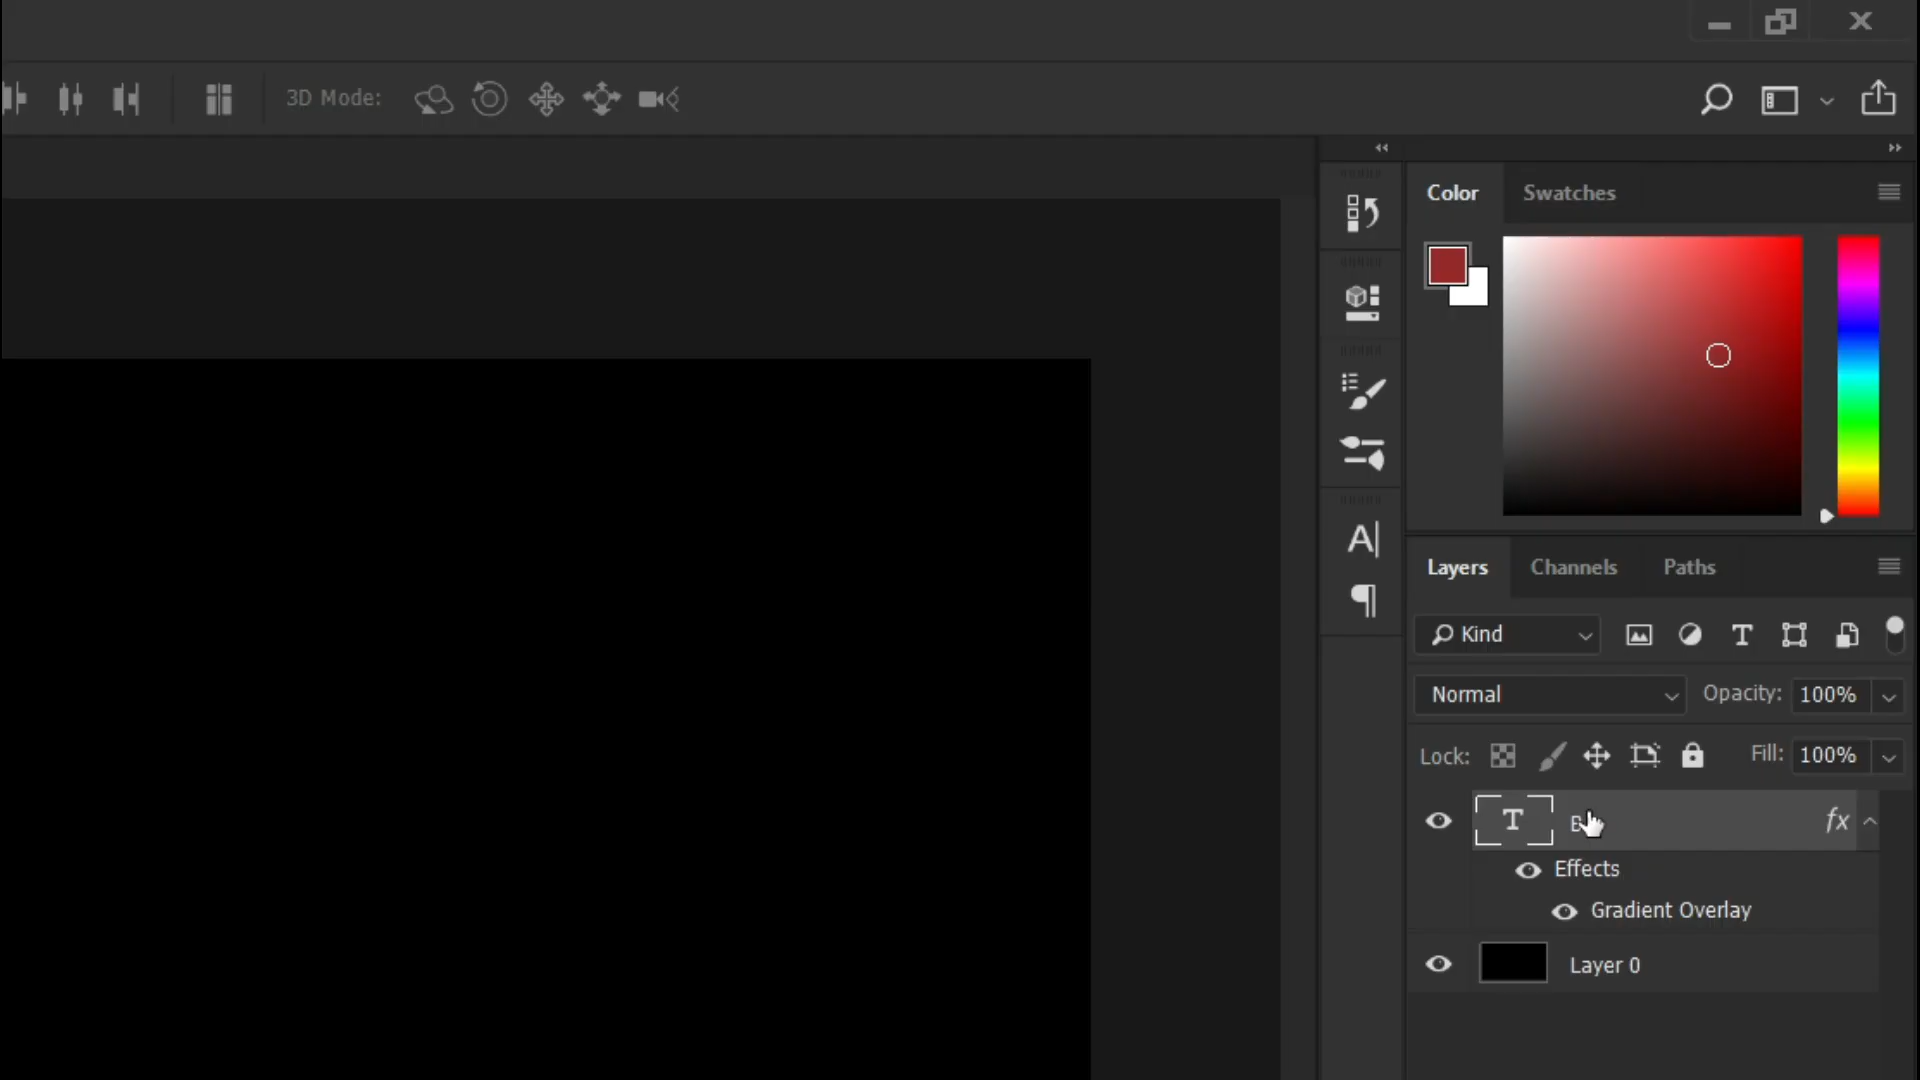 3D Mode:
Color
Swatches
Layers
Channels
Paths
Kind
Normal
Opacity: 100%
Lock:
Fill: 100%
T
B
fx
Effects
Gradient Overlay
Layer 0